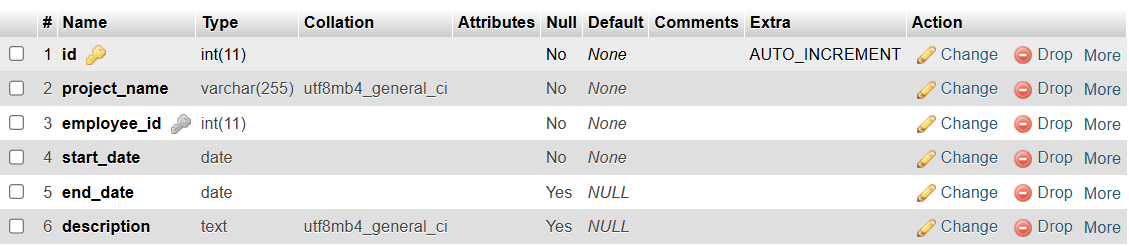 # Name Type Collation Attributes Null Default Comments Extra Action
1 id int(11) No None AUTO_INCREMENT Change Drop More
2 project_name varchar(255) utf8mb4_general_ci No None Change Drop More
3 employee_id int(11) No None Change Drop More
4 start_date date No None Change Drop More
5 end_date date Yes NULL Change Drop More
6 description text utf8mb4_general_ci Yes NULL Change Drop More